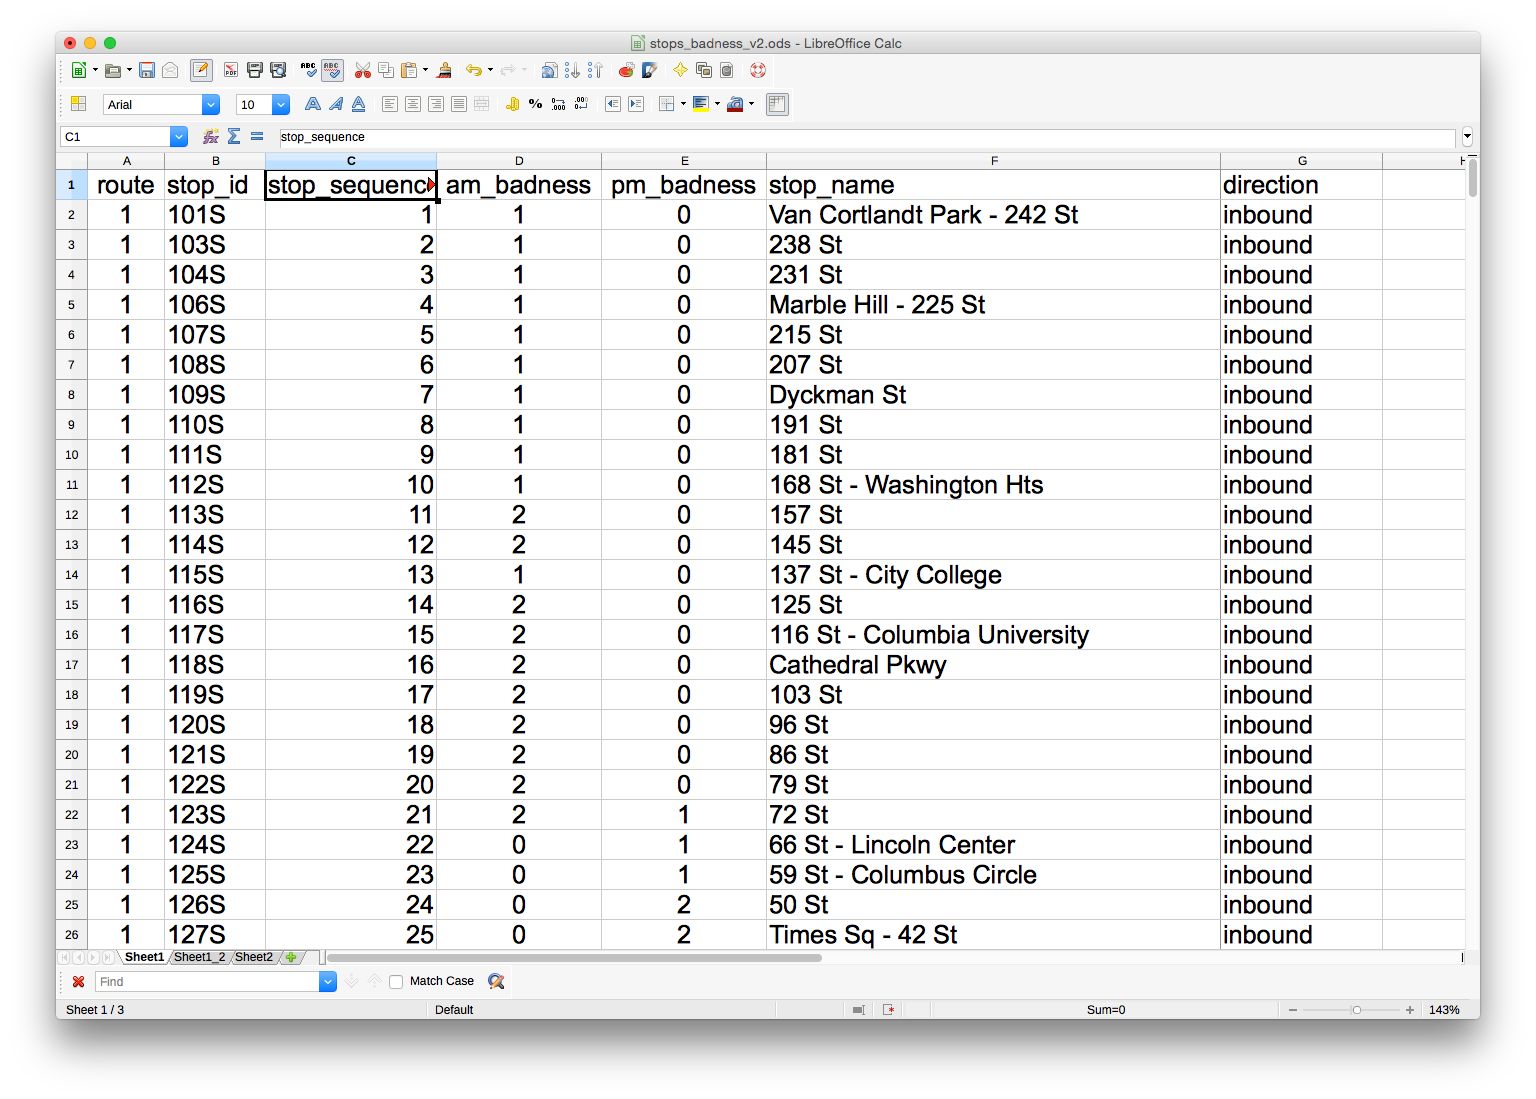 stops_badness_v2.ods - LibreOffice Calc
Arial 10
C1 stop_sequence
A B C D E F G H
1 route stop_id stop_sequence am_badness pm_badness stop_name direction
2 1 101S 1 1 0 Van Cortlandt Park - 242 St inbound
3 1 103S 2 1 0 238 St inbound
4 1 104S 3 1 0 231 St inbound
5 1 106S 4 1 0 Marble Hill - 225 St inbound
6 1 107S 5 1 0 215 St inbound
7 1 108S 6 1 0 207 St inbound
8 1 109S 7 1 0 Dyckman St inbound
9 1 110S 8 1 0 191 St inbound
10 1 111S 9 1 0 181 St inbound
11 1 112S 10 1 0 168 St - Washington Hts inbound
12 1 113S 11 2 0 157 St inbound
13 1 114S 12 2 0 145 St inbound
14 1 115S 13 1 0 137 St - City College inbound
15 1 116S 14 2 0 125 St inbound
16 1 117S 15 2 0 116 St - Columbia University inbound
17 1 118S 16 2 0 Cathedral Pkwy inbound
18 1 119S 17 2 0 103 St inbound
19 1 120S 18 2 0 96 St inbound
20 1 121S 19 2 0 86 St inbound
21 1 122S 20 2 0 79 St inbound
22 1 123S 21 2 1 72 St inbound
23 1 124S 22 0 1 66 St - Lincoln Center inbound
24 1 125S 23 0 1 59 St - Columbus Circle inbound
25 1 126S 24 0 2 50 St inbound
26 1 127S 25 0 2 Times Sq - 42 St inbound
Sheet1 Sheet1_2 Sheet2
Find Match Case
Sheet 1 / 3 Default Sum=0 143%